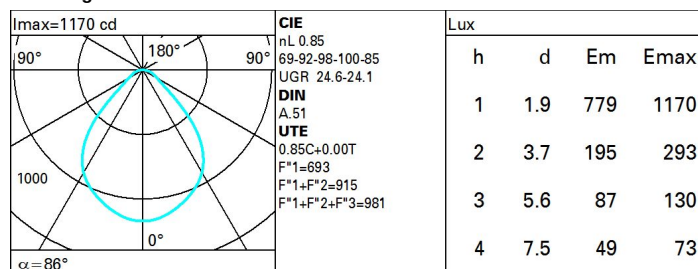 Imax=1170 cd
90°
180°
90°
1000
0°
α=86°
CIE
nL 0.85
69-92-98-100-85
UGR 24.6-24.1
DIN
A.51
UTE
0.85C+0.00T
F"1=693
F"1+F"2=915
F"1+F"2+F"3=981
Lux
h d Em Emax
1 1.9 779 1170
2 3.7 195 293
3 5.6 87 130
4 7.5 49 73